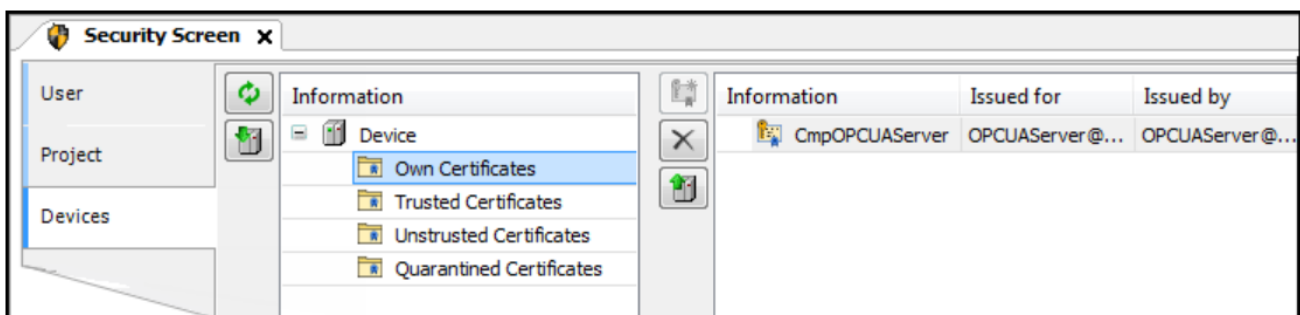 Security Screen X
User
Project
Devices
Information
Device
Own Certificates
Trusted Certificates
Unstrusted Certificates
Quarantined Certificates
Information Issued for Issued by
CmpOPCUAServer OPCUAServer@... OPCUAServer@...